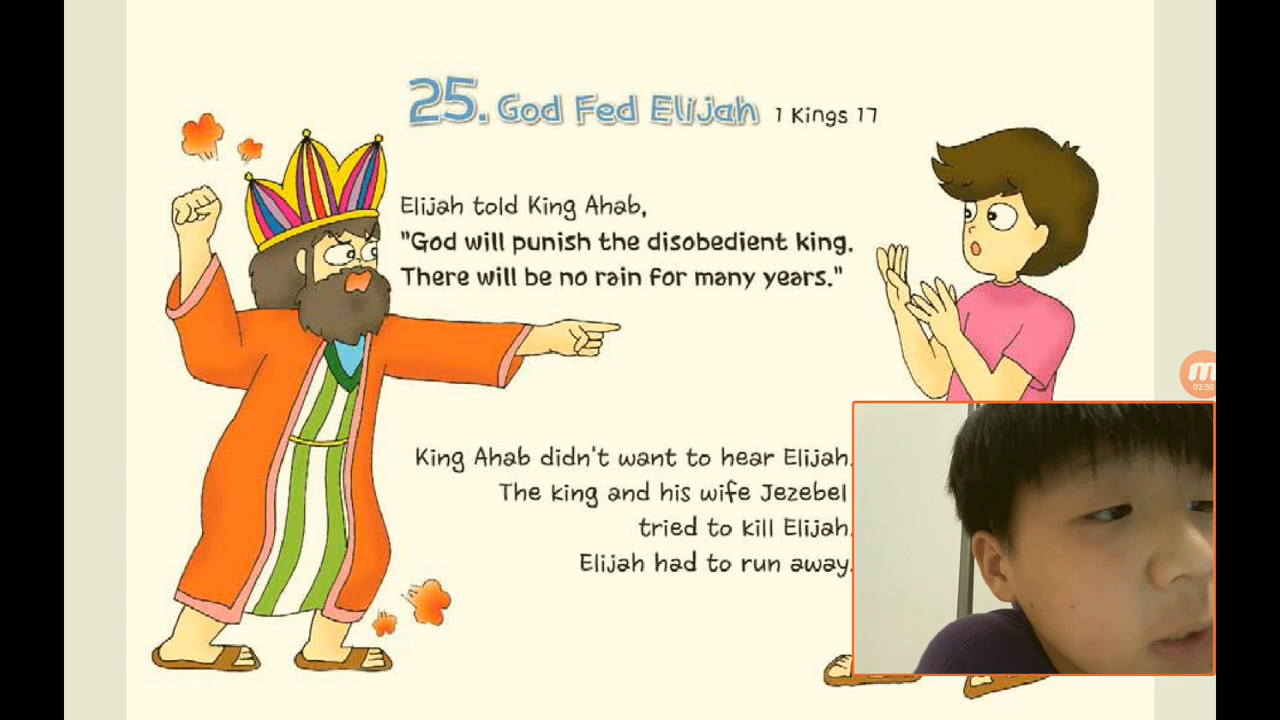 25. God Fed Elijah 1 Kings 17
Elijah told King Ahab,
"God will punish the disobedient king.
There will be no rain for many years."
03:50
King Ahab didn't want to hear Elijah.
The king and his wife Jezebel
tried to kill Elijah.
Elijah had to run away.